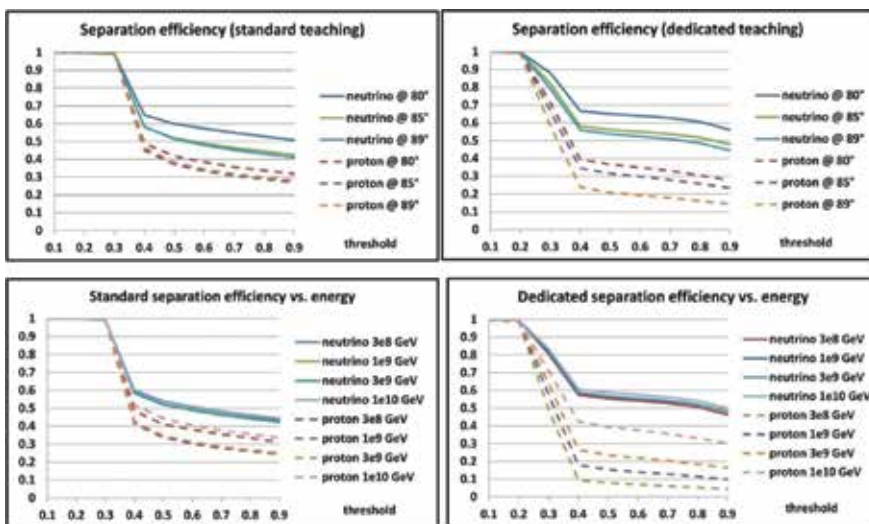 Separation efficiency (standard teaching)
1
0.9
0.8
0.7
0.6
0.5
0.4
0.3
0.2
0.1
0
0.1 0.2 0.3 0.4 0.5 0.6 0.7 0.8 0.9
threshold
neutrino @ 80°
neutrino @ 85°
neutrino @ 89°
proton @ 80°
proton @ 85°
proton @ 89°
Separation efficiency (dedicated teaching)
1
0.9
0.8
0.7
0.6
0.5
0.4
0.3
0.2
0.1
0
0.1 0.2 0.3 0.4 0.5 0.6 0.7 0.8 0.9
threshold
neutrino @ 80°
neutrino @ 85°
neutrino @ 89°
proton @ 80°
proton @ 85°
proton @ 89°
Standard separation efficiency vs. energy
1
0.9
0.8
0.7
0.6
0.5
0.4
0.3
0.2
0.1
0
0.1 0.2 0.3 0.4 0.5 0.6 0.7 0.8 0.9
threshold
neutrino 3e8 GeV
neutrino 1e9 GeV
neutrino 3e9 GeV
neutrino 1e10 GeV
proton 3e8 GeV
proton 1e9 GeV
proton 3e9 GeV
proton 1e10 GeV
Dedicated separation efficiency vs. energy
1
0.9
0.8
0.7
0.6
0.5
0.4
0.3
0.2
0.1
0
0.1 0.2 0.3 0.4 0.5 0.6 0.7 0.8 0.9
threshold
neutrino 3e8 GeV
neutrino 1e9 GeV
neutrino 3e9 GeV
neutrino 1e10 GeV
proton 3e8 GeV
proton 1e9 GeV
proton 3e9 GeV
proton 1e10 GeV